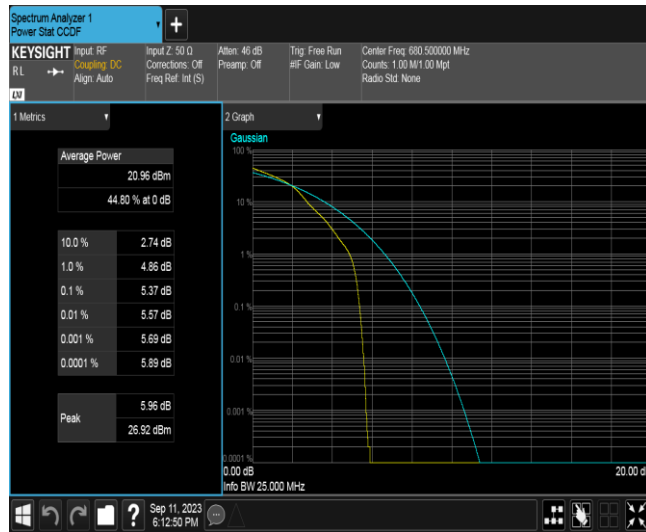 Spectrum Analyzer 1
Power Stat CCDF
+
KEYSIGHT
RL
LXI
Input: RF
Coupling: DC
Align: Auto
Input Z: 50 Ω
Corrections: Off
Freq Ref: Int (S)
Atten: 46 dB
Preamp: Off
Trig: Free Run
#IF Gain: Low
Center Freq: 680.500000 MHz
Counts: 1.00 M/1.00 Mpt
Radio Std: None
1 Metrics
Average Power
20.96 dBm
44.80 % at 0 dB
10.0 % 2.74 dB
1.0 % 4.86 dB
0.1 % 5.37 dB
0.01 % 5.57 dB
0.001 % 5.69 dB
0.0001 % 5.89 dB
Peak
5.96 dB
26.92 dBm
2 Graph
Gaussian
100 %
10 %
1 %
0.1 %
0.01 %
0.001 %
0.0001 %
0.00 dB
20.00 d
Info BW 25.000 MHz
?
Sep 11, 2023
6:12:50 PM